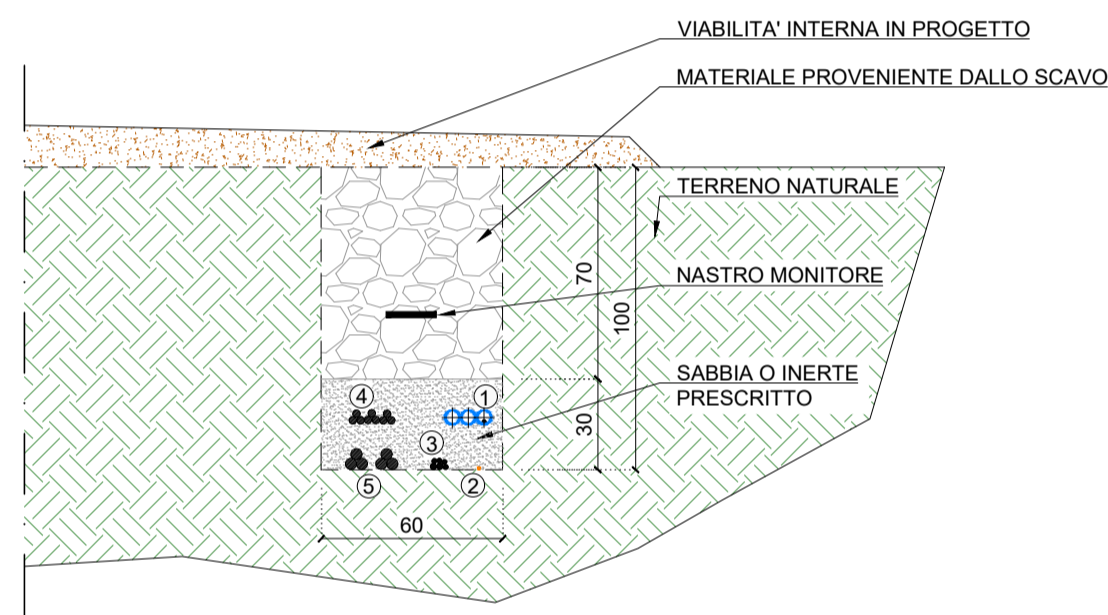 VIABILITA' INTERNA IN PROGETTO
MATERIALE PROVENIENTE DALLO SCAVO
TERRENO NATURALE
70
NASTRO MONITORE
100
SABBIA O INERTE
PRESCRITTO
4
1
30
3
5
2
60